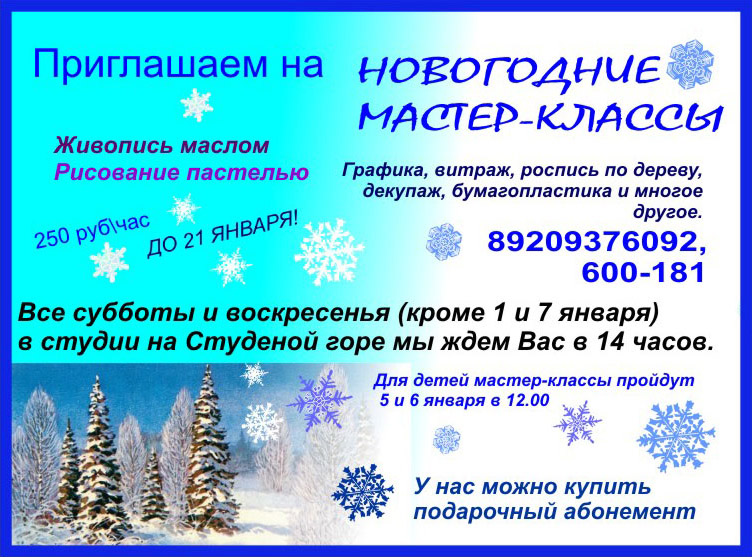 Приглашаем на
НОВОГОДНИЕ
МАСТЕР-КЛАССЫ
Живопись маслом
Рисование пастелью
Графика, витраж, роспись по дереву,
декупаж, бумагопластика и многое
другое.
250 руб\час
ДО 21 ЯНВАРЯ!
89209376092,
600-181
Все субботы и воскресенья (кроме 1 и 7 января)
в студии на Студеной горе мы ждем Вас в 14 часов.
Для детей мастер-классы пройдут
5 и 6 января в 12.00
У нас можно купить
подарочный абонемент